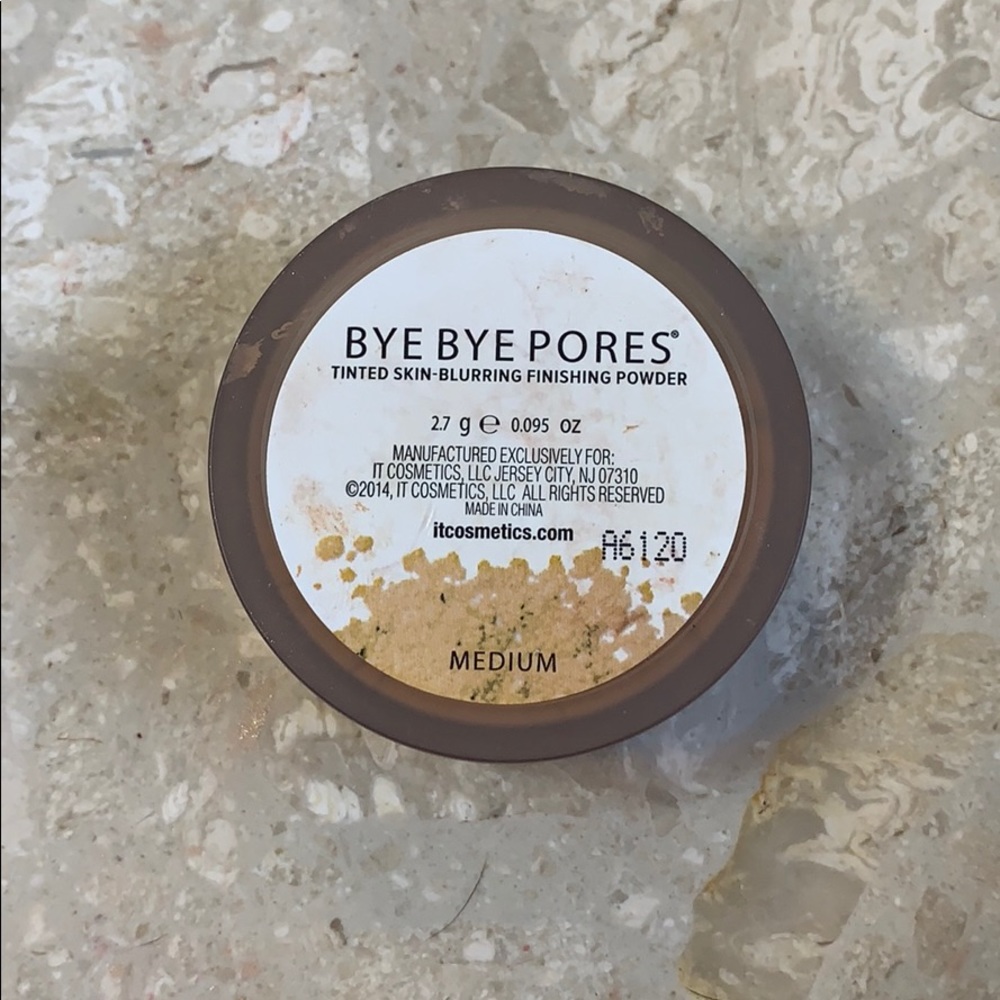 BYE BYE PORES®
TINTED SKIN-BLURRING FINISHING POWDER
2.7 g ℮ 0.095 oz
MANUFACTURED EXCLUSIVELY FOR:
IT COSMETICS, LLC JERSEY CITY, NJ 07310
©2014, IT COSMETICS, LLC ALL RIGHTS RESERVED
MADE IN CHINA
itcosmetics.com
A6120
MEDIUM